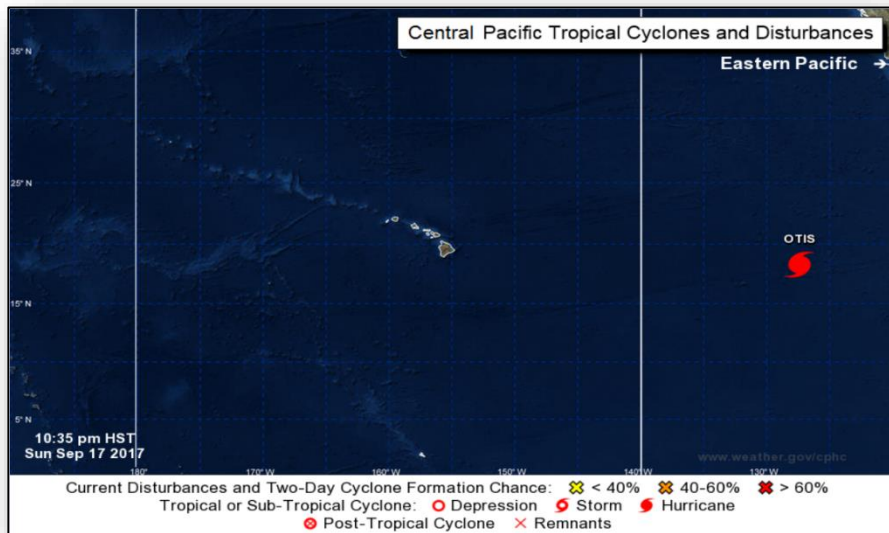 Central Pacific Tropical Cyclones and Disturbances
35° N
Eastern Pacific →
25° N
OTIS
15° N
5° N
10:35 pm HST
Sun Sep 17 2017
www.weather.gov/cphc
180° 170° W 160° W 150° W 140° W 130° W
Current Disturbances and Two-Day Cyclone Formation Chance: < 40% 40-60% > 60%
Tropical or Sub-Tropical Cyclone: Depression Storm Hurricane
Post-Tropical Cyclone Remnants